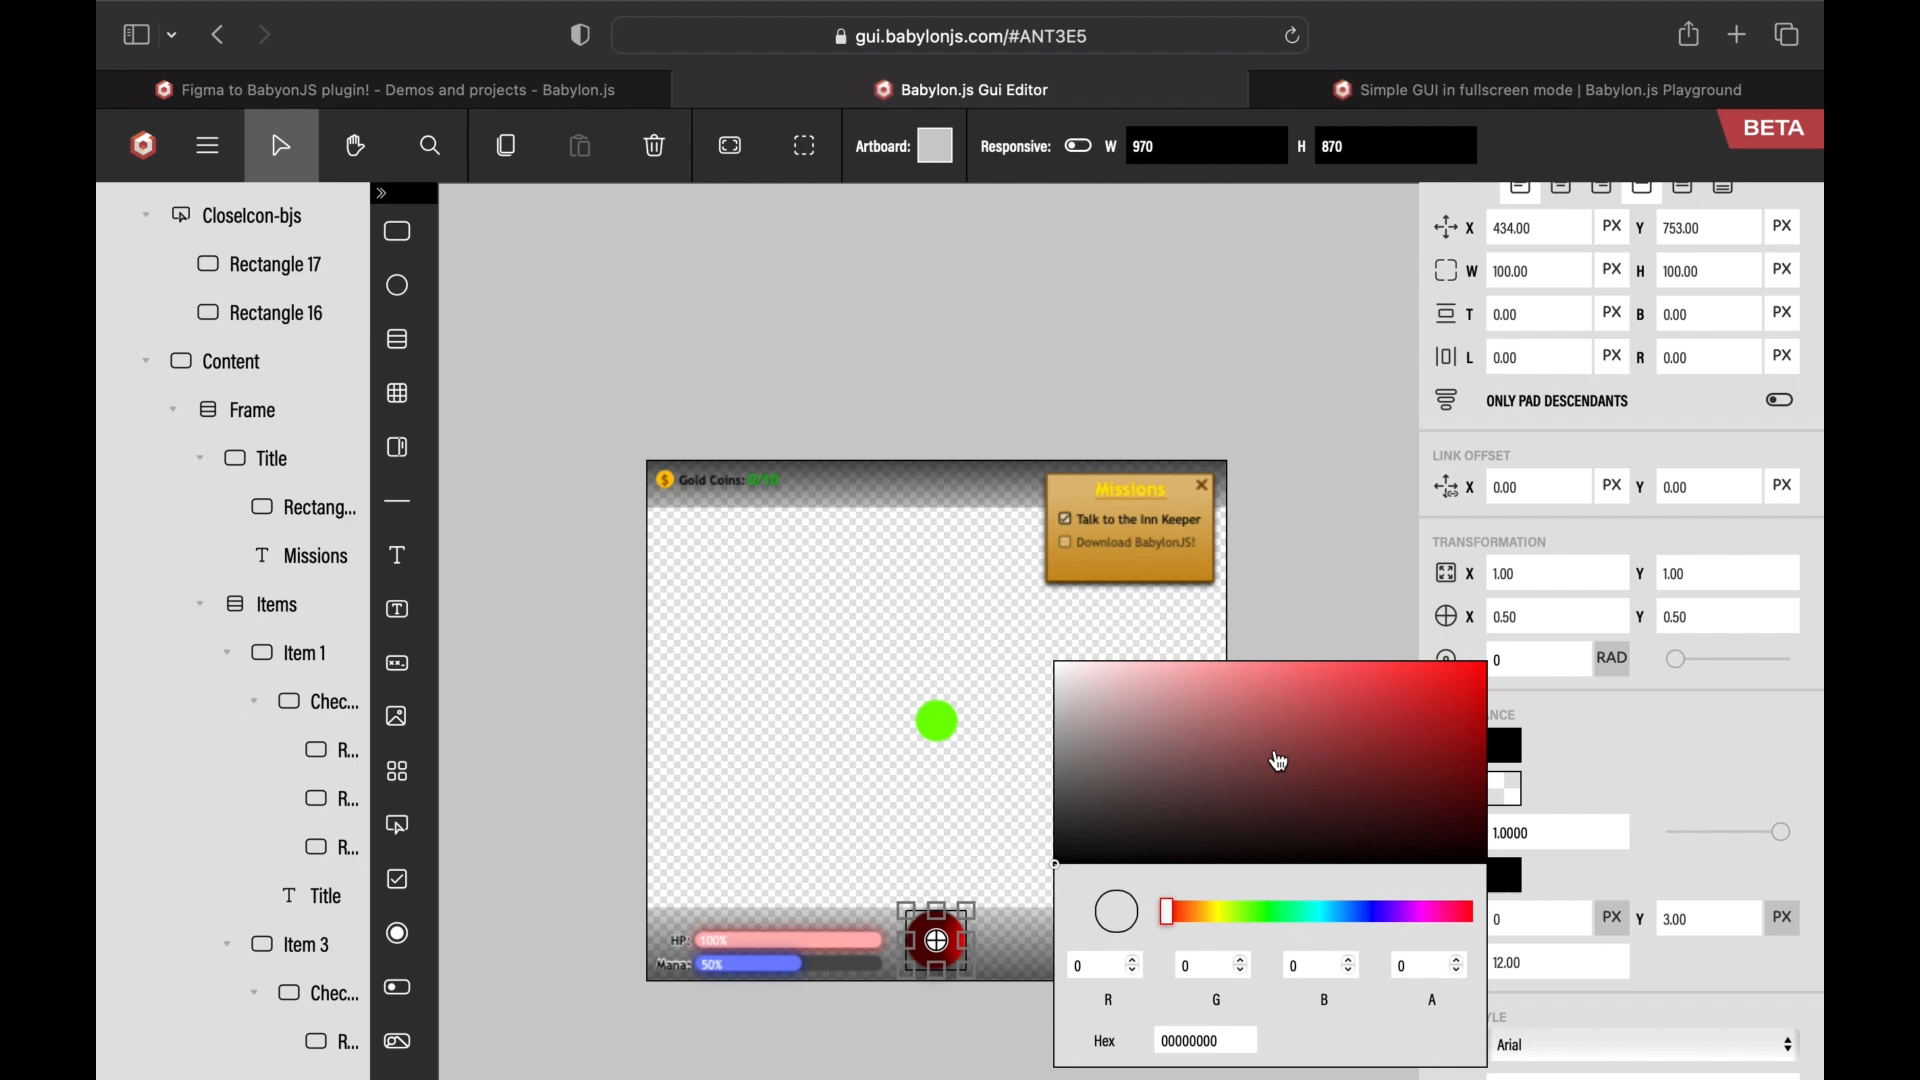 gui.babylonjs.com/#ANT3E5
Figma to BabyonJS plugin! - Demos and projects - Babylon.js
Babylon.js Gui Editor
Simple GUI in fullscreen mode | Babylon.js Playground
Artboard:
Responsive:
W
970
H
870
BETA
CloseIcon-bjs
Rectangle 17
Rectangle 16
Content
Frame
Title
Rectang...
Missions
Items
Item 1
Chec...
R...
R...
R...
Title
Item 3
Chec...
R...
Gold Coins: 0/10
Missions
Talk to the Inn Keeper
Download BabylonJS!
HP: 100%
Mana: 50%
X 434.00 PX Y 753.00 PX
W 100.00 PX H 100.00 PX
T 0.00 PX B 0.00 PX
L 0.00 PX R 0.00 PX
ONLY PAD DESCENDANTS
LINK OFFSET
X 0.00 PX Y 0.00 PX
TRANSFORMATION
X 1.00 Y 1.00
X 0.50 Y 0.50
0 RAD
NCE
1.0000
0 PX Y 3.00 PX
12.00
YLE
Arial
0 0 0 0
R G B A
Hex 00000000